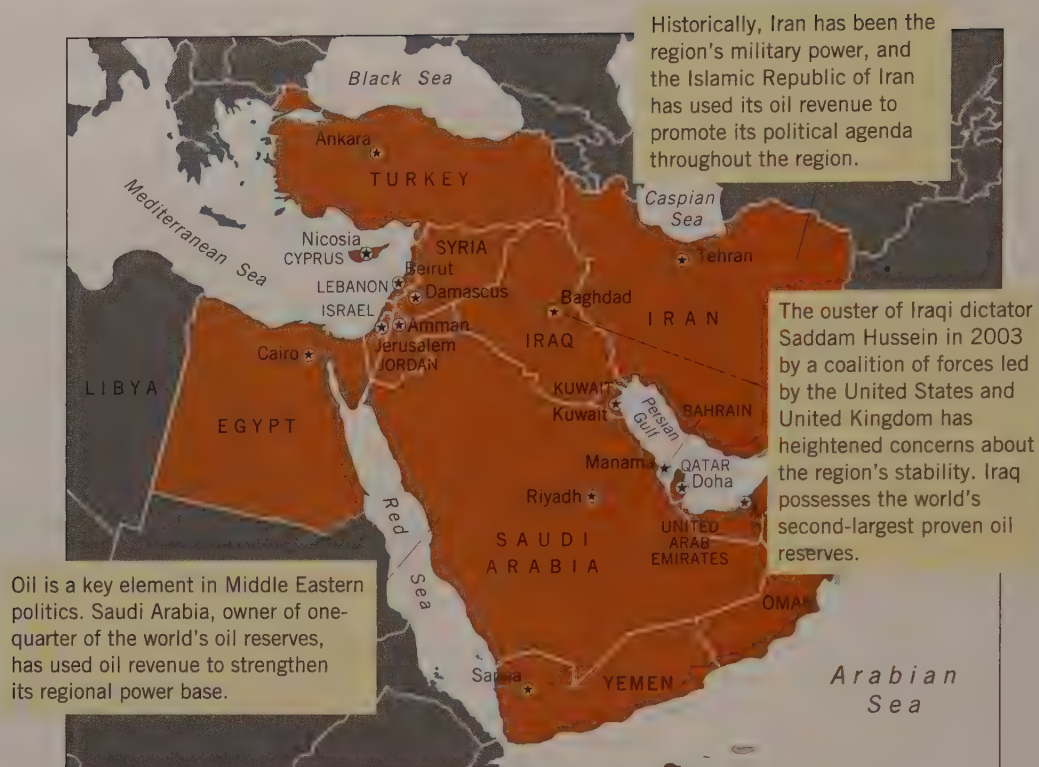 Historically, Iran has been the
region's military power, and
the Islamic Republic of Iran
has used its oil revenue to
promote its political agenda
throughout the region.
Black Sea
Ankara
TURKEY
Caspian
Sea
Mediterranean Sea
Nicosia
CYPRUS
SYRIA
Tehran
Beirut
LEBANON
Damascus
ISRAEL
Baghdad
IRAN
Amman
IRAQ
Jerusalem
JORDAN
Cairo
LIBYA
EGYPT
KUWAIT
Kuwait
Persian
Gulf
BAHRAIN
Manama
QATAR
Doha
Riyadh
UNITED
ARAB
EMIRATES
SAUDI
ARABIA
Red
Sea
The ouster of Iraqi dictator
Saddam Hussein in 2003
by a coalition of forces led
by the United States and
United Kingdom has
heightened concerns about
the region's stability. Iraq
possesses the world's
second-largest proven oil
reserves.
Oil is a key element in Middle Eastern
politics. Saudi Arabia, owner of one-
quarter of the world's oil reserves,
has used oil revenue to strengthen
its regional power base.
OMAN
Sanaa
YEMEN
Arabian
Sea